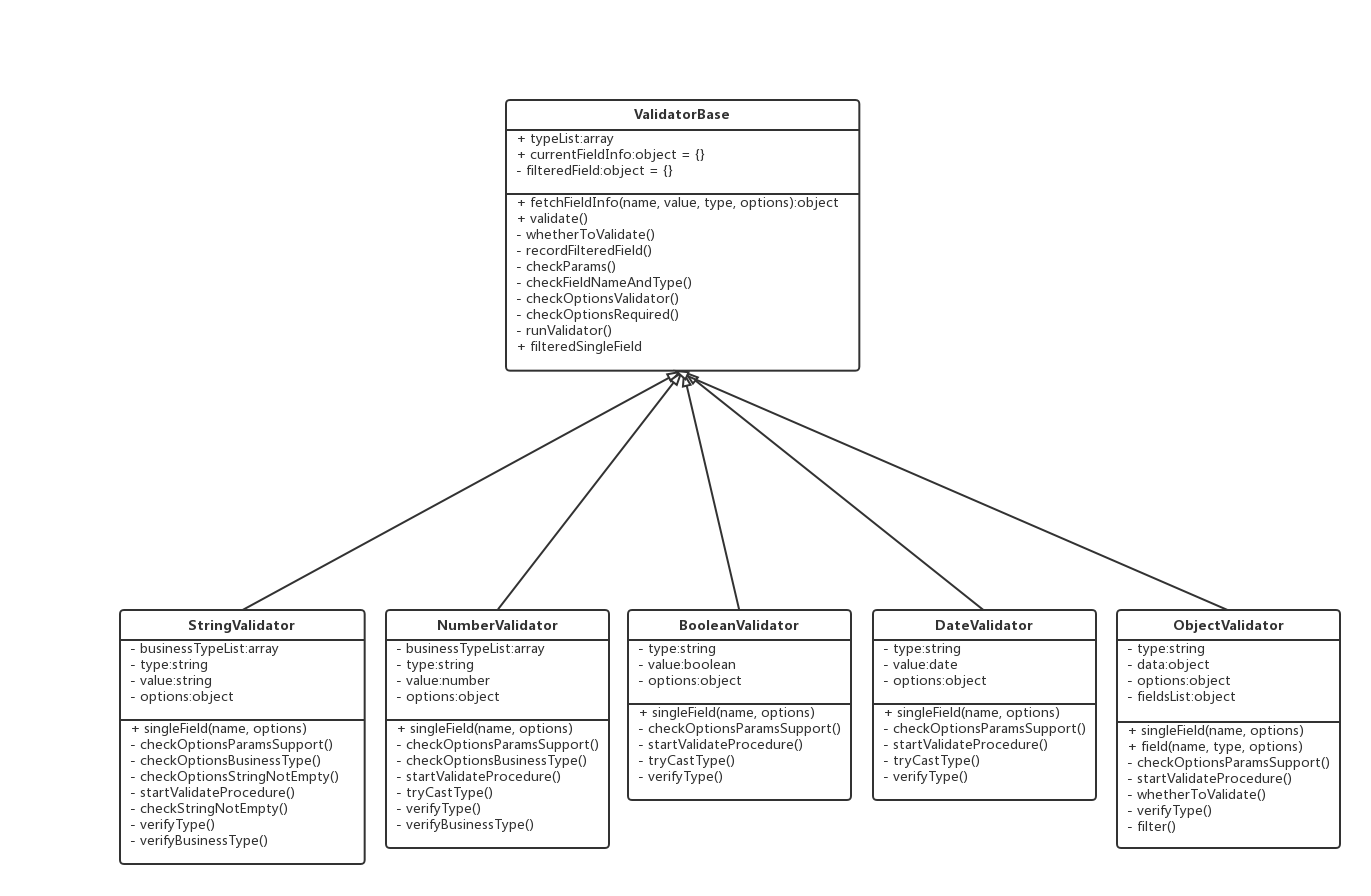 ValidatorBase
+ typeList:array
+ currentFieldInfo:object = {}
- filteredField:object = {}
+ fetchFieldInfo(name, value, type, options):object
+ validate()
- whetherToValidate()
- recordFilteredField()
- checkParams()
- checkFieldNameAndType()
- checkOptionsValidator()
- checkOptionsRequired()
- runValidator()
+ filteredSingleField
StringValidator
- businessTypeList:array
- type:string
- value:string
- options:object
+ singleField(name, options)
- checkOptionsParamsSupport()
- checkOptionsBusinessType()
- checkOptionsStringNotEmpty()
- startValidateProcedure()
- checkStringNotEmpty()
- verifyType()
- verifyBusinessType()
NumberValidator
- businessTypeList:array
- type:string
- value:number
- options:object
+ singleField(name, options)
- checkOptionsParamsSupport()
- checkOptionsBusinessType()
- startValidateProcedure()
- tryCastType()
- verifyType()
- verifyBusinessType()
BooleanValidator
- type:string
- value:boolean
- options:object
+ singleField(name, options)
- checkOptionsParamsSupport()
- startValidateProcedure()
- tryCastType()
- verifyType()
DateValidator
- type:string
- value:date
- options:object
+ singleField(name, options)
- checkOptionsParamsSupport()
- startValidateProcedure()
- tryCastType()
- verifyType()
ObjectValidator
- type:string
- data:object
- options:object
- fieldsList:object
+ singleField(name, options)
+ field(name, type, options)
- checkOptionsParamsSupport()
- startValidateProcedure()
- whetherToValidate()
- verifyType()
- filter()